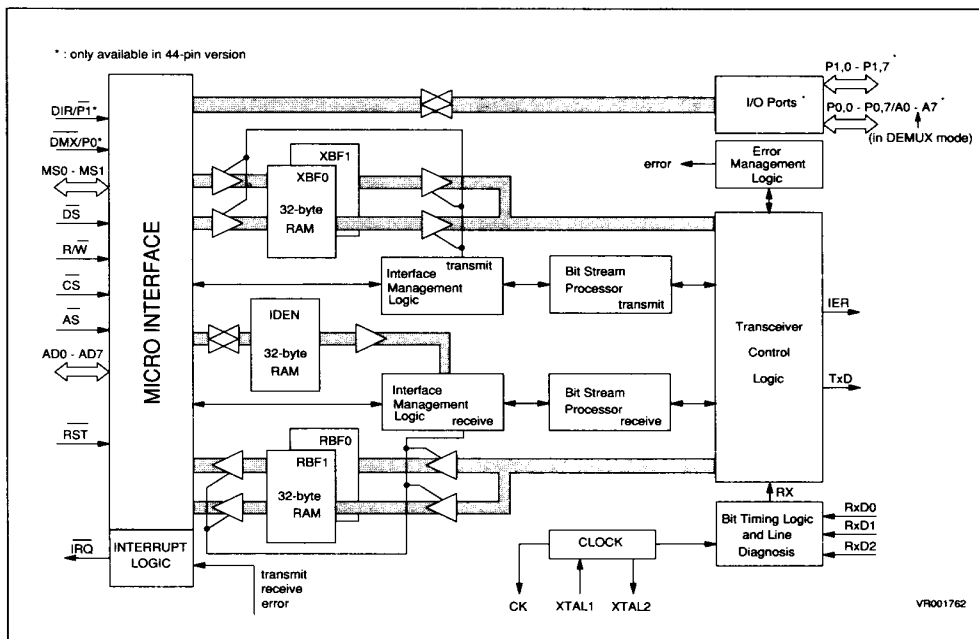 * : only available in 44-pin version
DIR/P1*
DMX/P0*
MS0 - MS1
DS
R/W
CS
AS
AD0 - AD7
RST
IRQ
MICRO INTERFACE
INTERRUPT
LOGIC
XBF1
XBF0
32-byte
RAM
I/O Ports *
P1,0 - P1,7 *
P0,0 - P0,7/A0 - A7 *
(in DEMUX mode)
error
Error
Management
Logic
transmit
Interface
Management
Logic
Bit Stream
Processor
transmit
IDEN
32-byte
RAM
Interface
Management
Logic
receive
Bit Stream
Processor
receive
Transceiver
Control
Logic
IER
TxD
RBF0
RBF1
32-byte
RAM
RX
Bit Timing Logic
and Line
Diagnosis
RxD0
RxD1
RxD2
CLOCK
CK
XTAL1
XTAL2
transmit
receive
error
VR001762